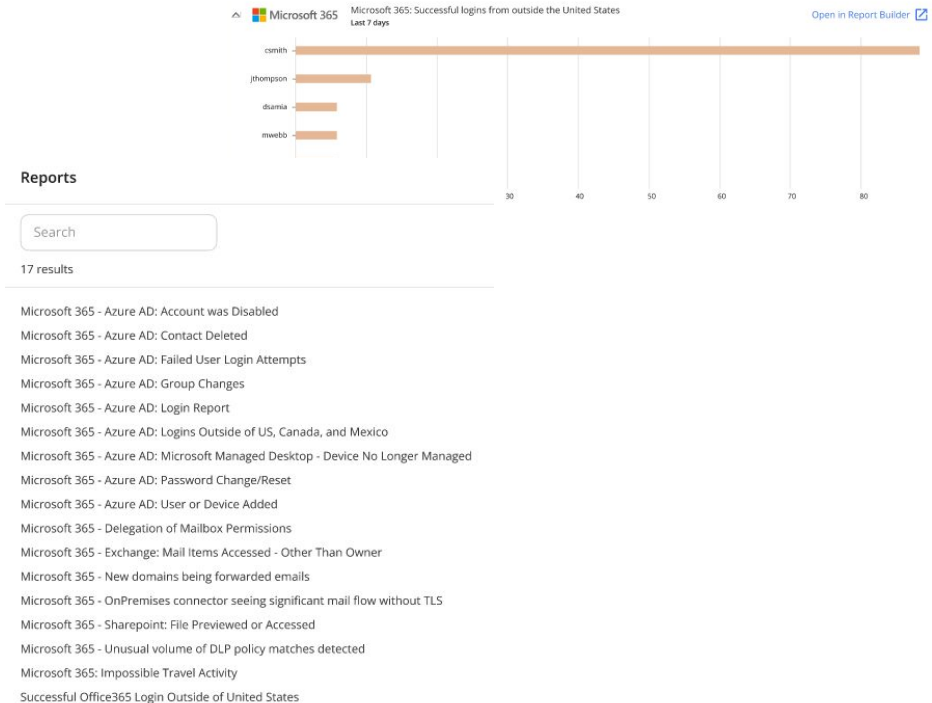 Microsoft 365
Microsoft 365: Successful logins from outside the United States
Last 7 days
Open in Report Builder
csmith
jthompson
dsamia
mwebb
30 40 50 60 70 80
Reports
Search
17 results
Microsoft 365 - Azure AD: Account was Disabled
Microsoft 365 - Azure AD: Contact Deleted
Microsoft 365 - Azure AD: Failed User Login Attempts
Microsoft 365 - Azure AD: Group Changes
Microsoft 365 - Azure AD: Login Report
Microsoft 365 - Azure AD: Logins Outside of US, Canada, and Mexico
Microsoft 365 - Azure AD: Microsoft Managed Desktop - Device No Longer Managed
Microsoft 365 - Azure AD: Password Change/Reset
Microsoft 365 - Azure AD: User or Device Added
Microsoft 365 - Delegation of Mailbox Permissions
Microsoft 365 - Exchange: Mail Items Accessed - Other Than Owner
Microsoft 365 - New domains being forwarded emails
Microsoft 365 - OnPremises connector seeing significant mail flow without TLS
Microsoft 365 - Sharepoint: File Previewed or Accessed
Microsoft 365 - Unusual volume of DLP policy matches detected
Microsoft 365: Impossible Travel Activity
Successful Office365 Login Outside of United States